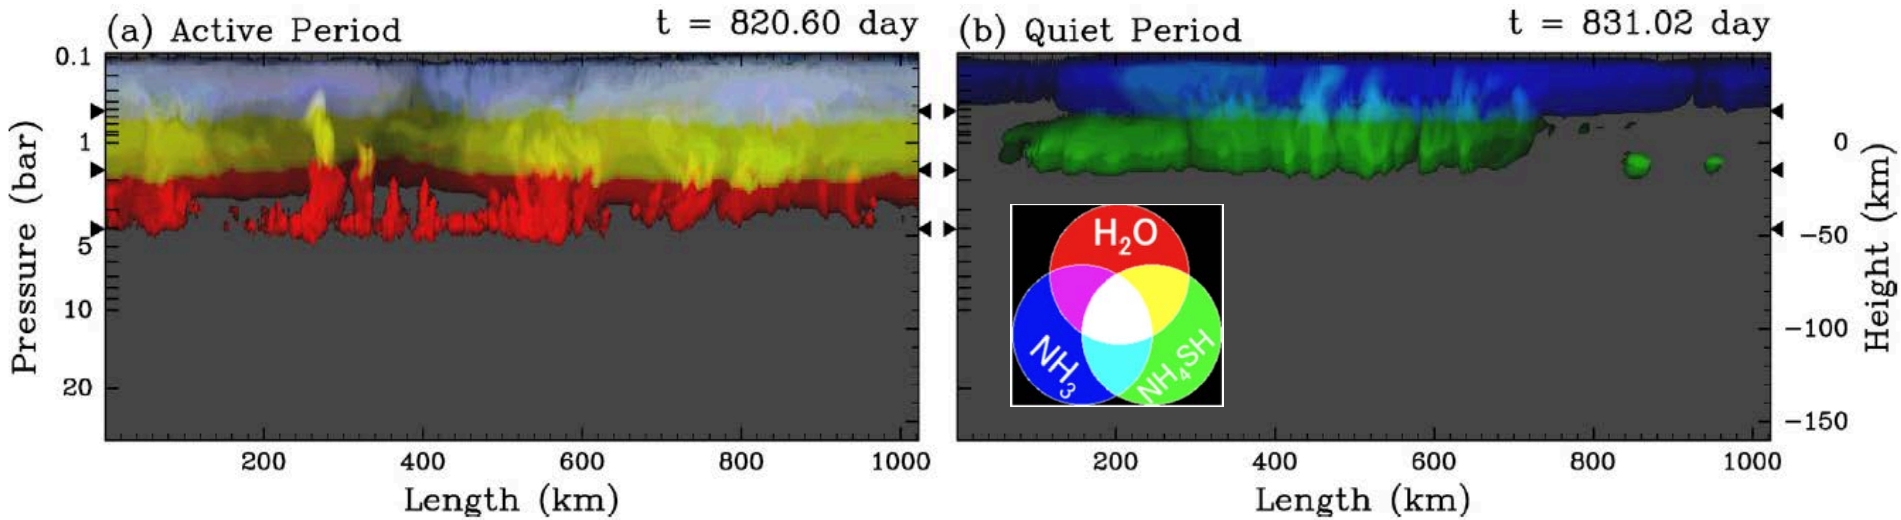 (a) Active Period t = 820.60 day
(b) Quiet Period t = 831.02 day
Pressure (bar)
0.1
1
5
10
20
200 400 600 800 1000
Length (km)
H₂O
NH₃
NH₄SH
200 400 600 800 1000
Length (km)
0
−50
−100
−150
Height (km)